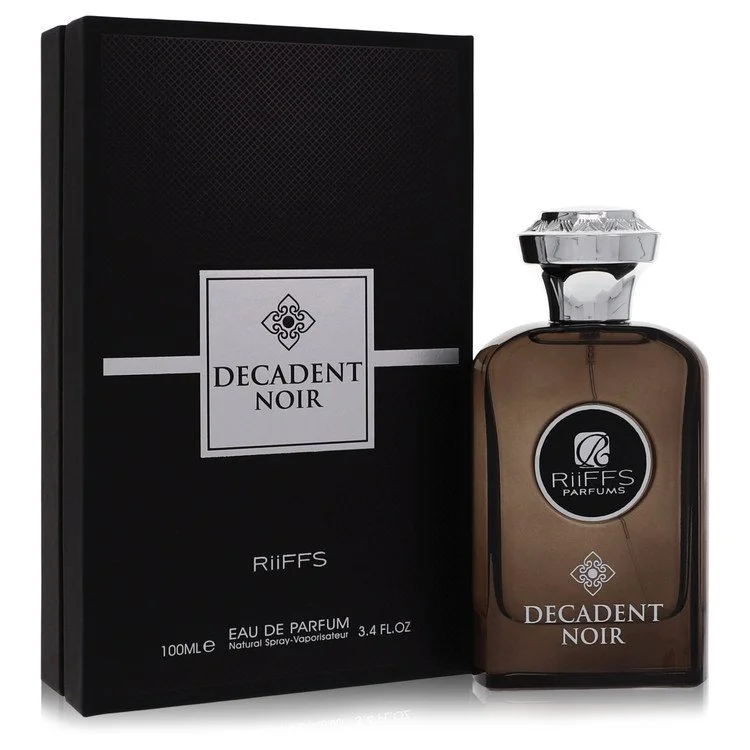 DECADENT
NOIR
RiiFFS
100ML e EAU DE PARFUM 3.4 FL.OZ
Natural Spray-Vaporisateur
R
RiiFFS
PARFUMS
DECADENT
NOIR